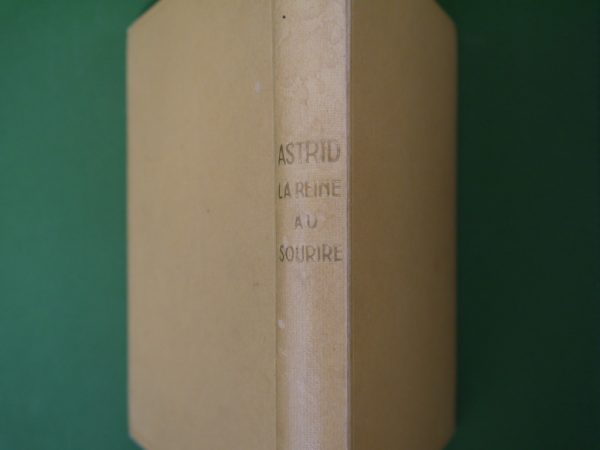 ASTRID
LA REINE
AU
SOURIRE